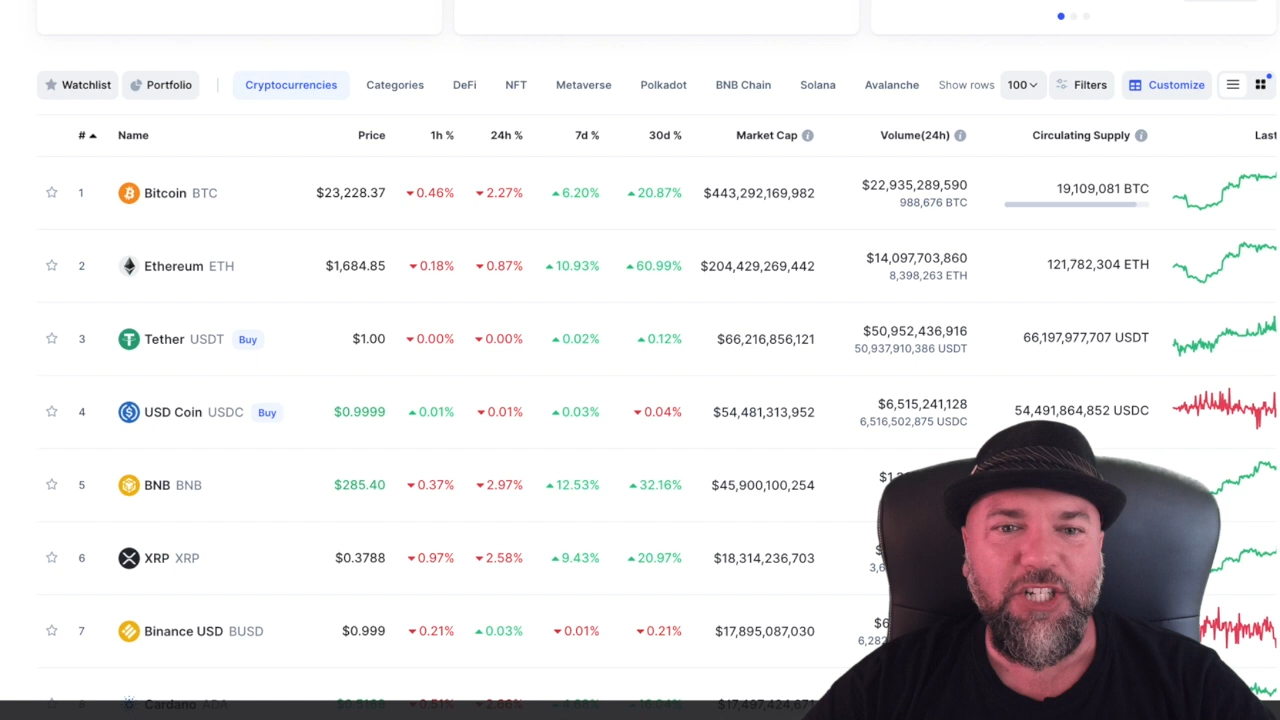 Watchlist Portfolio Cryptocurrencies Categories DeFi NFT Metaverse Polkadot BNB Chain Solana Avalanche Show rows 100 Filters Customize
# Name Price 1h % 24h % 7d % 30d % Market Cap Volume(24h) Circulating Supply Last
1 Bitcoin BTC $23,228.37 0.46% 2.27% 6.20% 20.87% $443,292,169,982 $22,935,289,590 19,109,081 BTC
988,676 BTC
2 Ethereum ETH $1,684.85 0.18% 0.87% 10.93% 60.99% $204,429,269,442 $14,097,703,860 121,782,304 ETH
8,398,263 ETH
3 Tether USDT Buy $1.00 0.00% 0.00% 0.02% 0.12% $66,216,856,121 $50,952,436,916 66,197,977,707 USDT
50,937,910,386 USDT
4 USD Coin USDC Buy $0.9999 0.01% 0.01% 0.03% 0.04% $54,481,313,952 $6,515,241,128 54,491,864,852 USDC
6,516,502,875 USDC
5 BNB BNB $285.40 0.37% 2.97% 12.53% 32.16% $45,900,100,254
6 XRP XRP $0.3788 0.97% 2.58% 9.43% 20.97% $18,314,236,703
7 Binance USD BUSD $0.999 0.21% 0.03% 0.01% 0.21% $17,895,087,030
8 Cardano ADA